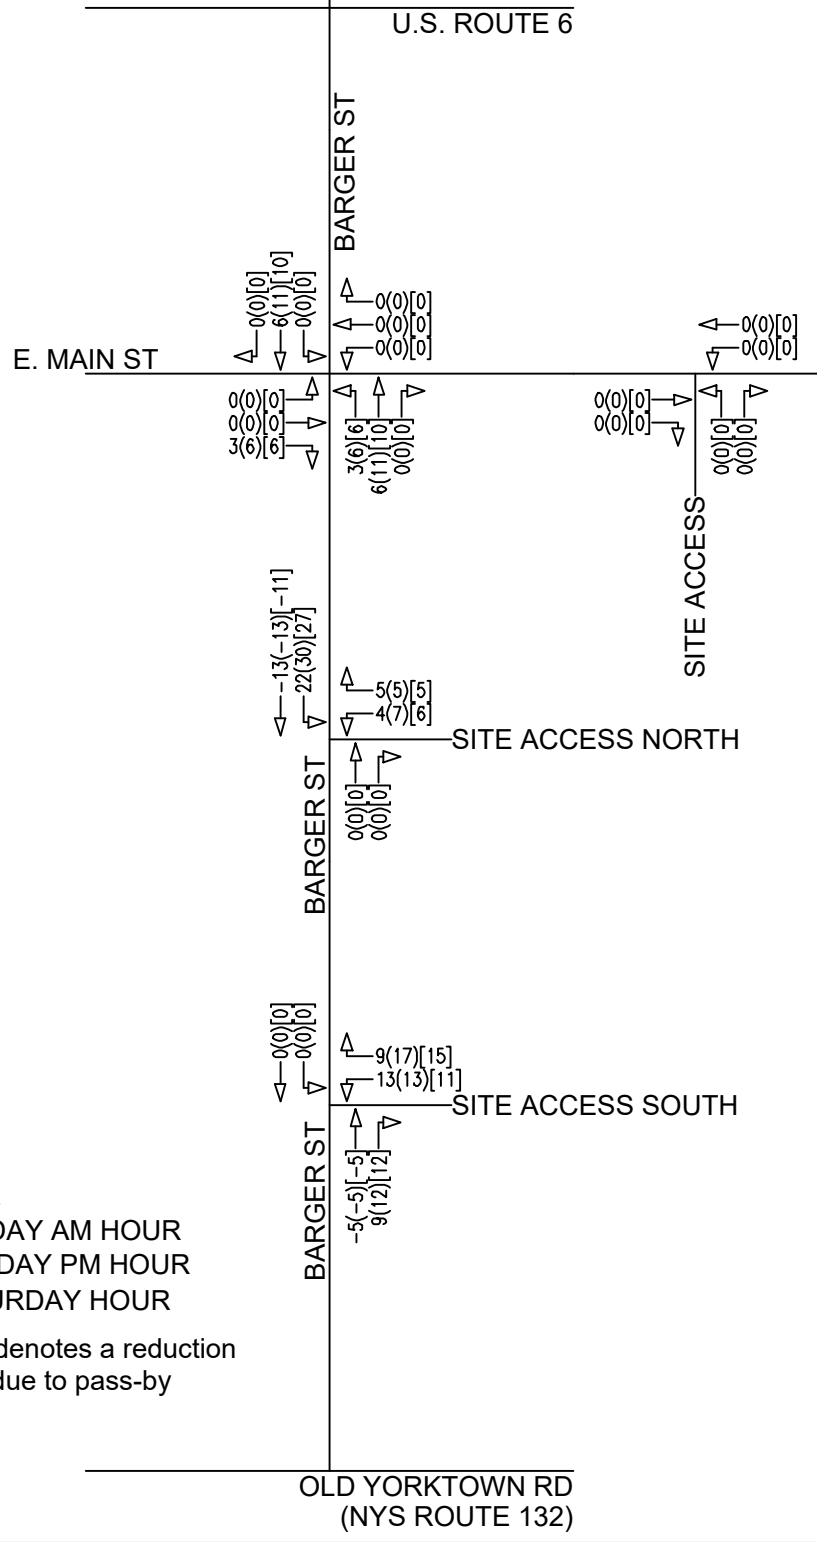 U.S. ROUTE 6
BARGER ST
0(0)[0]
6(11)[10]
0(0)[0]
0(0)[0]
0(0)[0]
0(0)[0]
0(0)[0]
0(0)[0]
E. MAIN ST
0(0)[0]
0(0)[0]
3(6)[6]
3(6)[6]
6(11)[10]
0(0)[0]
0(0)[0]
0(0)[0]
0(0)[0]
0(0)[0]
SITE ACCESS
-13(-13)[-11]
22(30)[27]
5(5)[5]
4(7)[6]
SITE ACCESS NORTH
BARGER ST
0(0)[0]
0(0)[0]
0(0)[0]
0(0)[0]
9(17)[15]
13(13)[11]
SITE ACCESS SOUTH
BARGER ST
-5(-5)[-5]
9(12)[12]
DAY AM HOUR
DAY PM HOUR
URDAY HOUR
denotes a reduction
due to pass-by
OLD YORKTOWN RD
(NYS ROUTE 132)